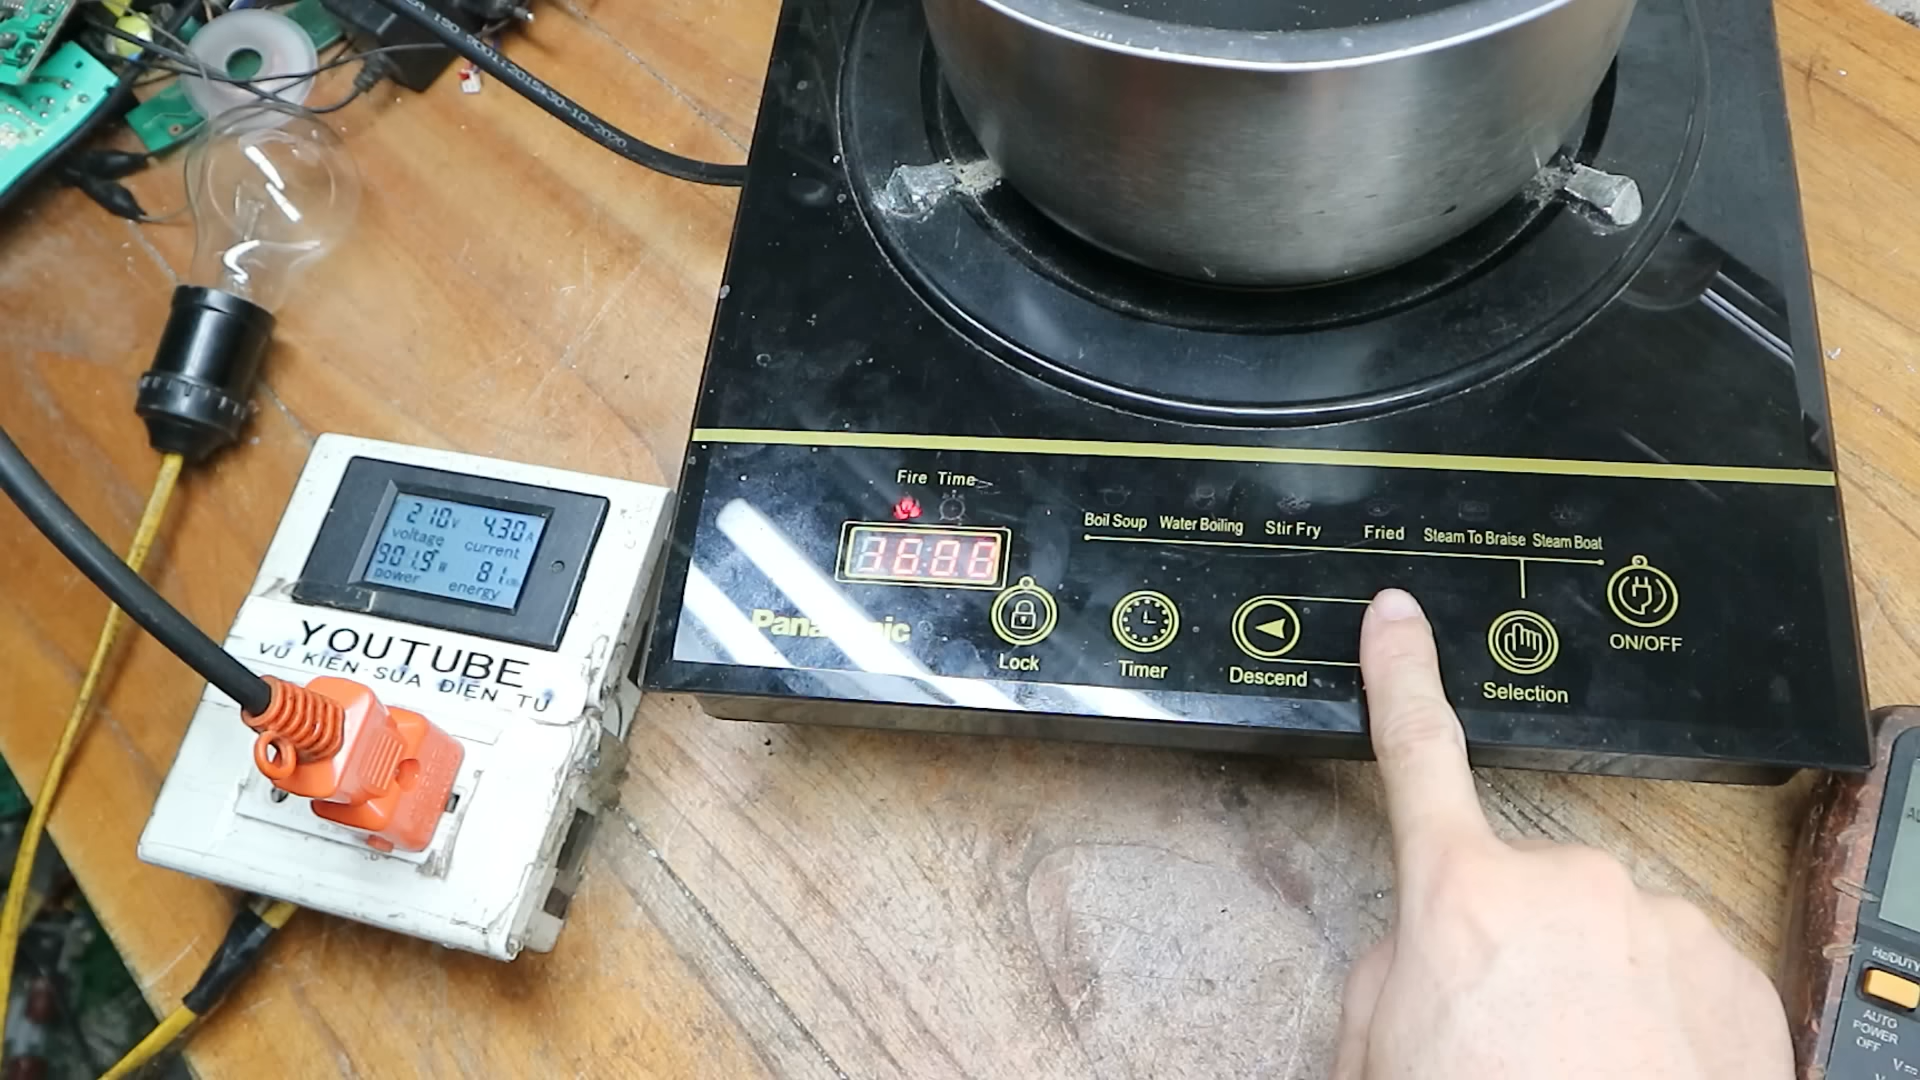 Fire Time
Boil Soup Water Boiling Stir Fry Fried Steam To Braise Steam Boat
Lock
Timer
Descend
Selection
ON/OFF
210V 4.30A
voltage current
901.9W 81
power energy
YOUTUBE
VŨ KIÊN-SỬA ĐIỆN TỬ
Hz/DUTY
AUTO
POWER
OFF